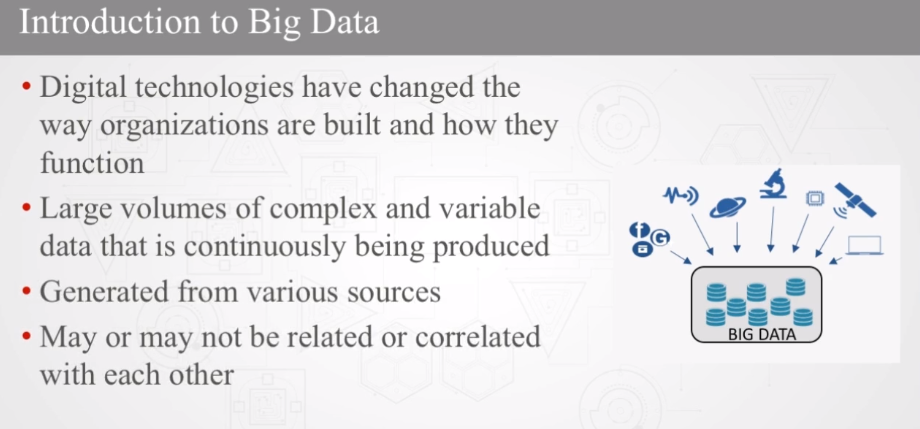 Introduction to Big Data
• Digital technologies have changed the
way organizations are built and how they
function
• Large volumes of complex and variable
data that is continuously being produced
• Generated from various sources
• May or may not be related or correlated
with each other
f
G
BIG DATA